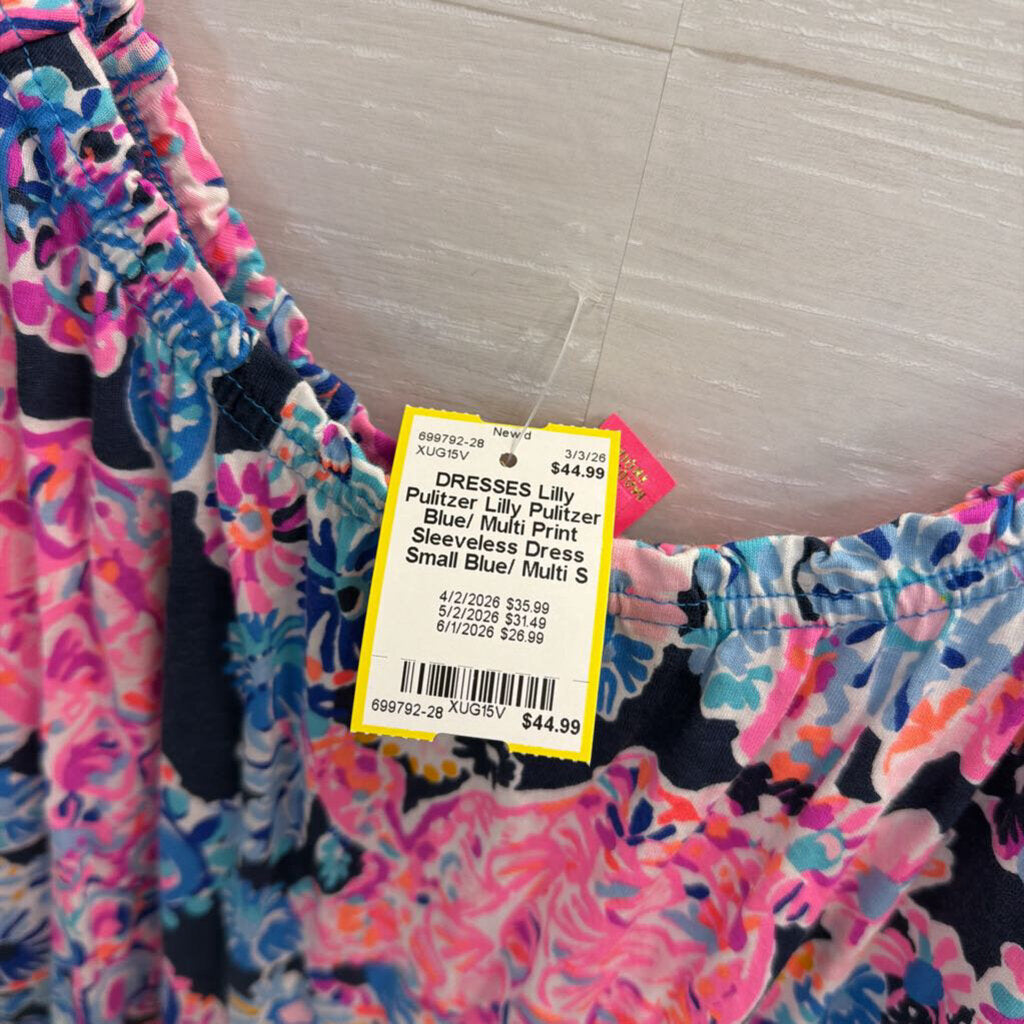 New'd
699792-28 3/3/26
XUG15V $44.99
DRESSES Lilly
Pulitzer Lilly Pulitzer
Blue/ Multi Print
Sleeveless Dress
Small Blue/ Multi S
4/2/2026 $35.99
5/2/2026 $31.49
6/1/2026 $26.99
699792-28 XUG15V $44.99